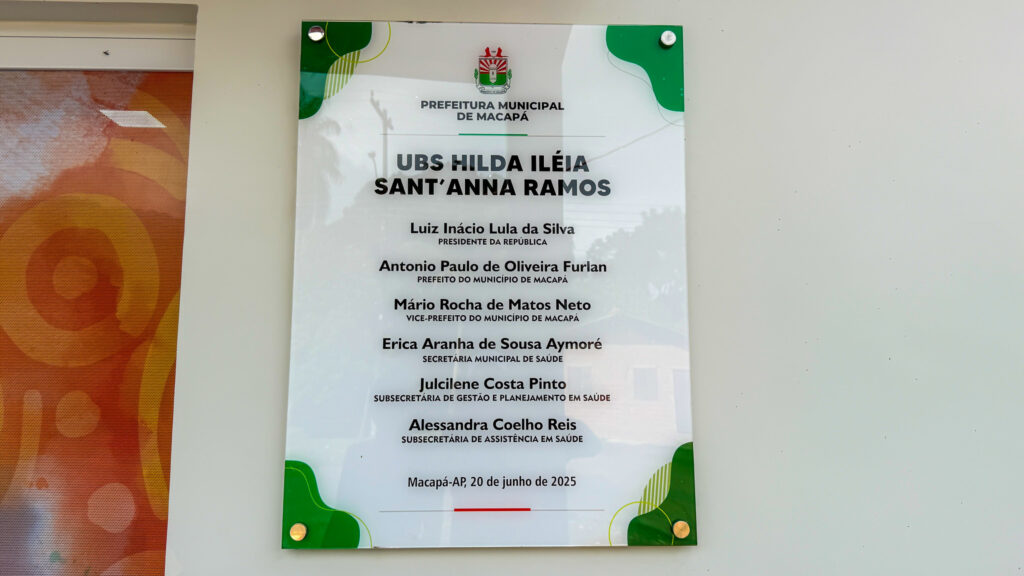 PREFEITURA MUNICIPAL
DE MACAPÁ
UBS HILDA ILÉIA
SANT'ANNA RAMOS
Luiz Inácio Lula da Silva
PRESIDENTE DA REPÚBLICA
Antonio Paulo de Oliveira Furlan
PREFEITO DO MUNICÍPIO DE MACAPÁ
Mário Rocha de Matos Neto
VICE-PREFEITO DO MUNICÍPIO DE MACAPÁ
Erica Aranha de Sousa Aymoré
SECRETÁRIA MUNICIPAL DE SAÚDE
Julcilene Costa Pinto
SUBSECRETÁRIA DE GESTÃO E PLANEJAMENTO EM SAÚDE
Alessandra Coelho Reis
SUBSECRETÁRIA DE ASSISTÊNCIA EM SAÚDE
Macapá-AP, 20 de junho de 2025